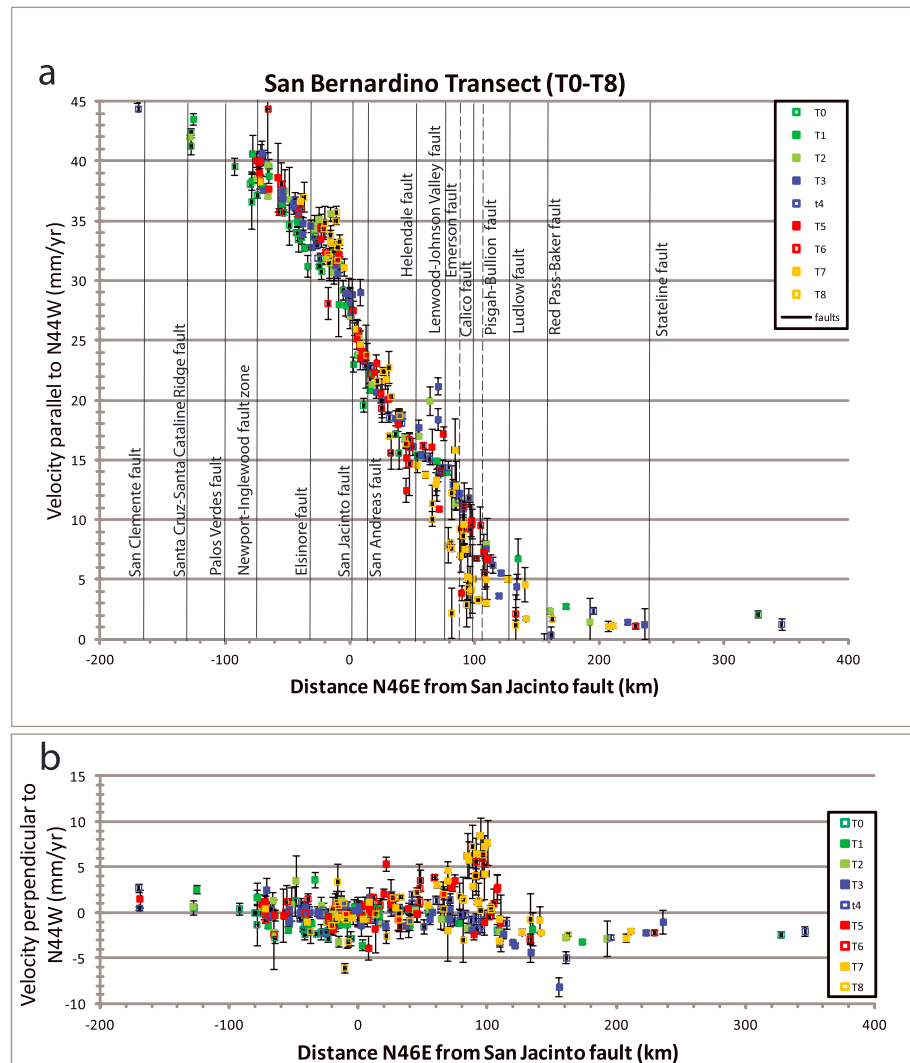 a
San Bernardino Transect (T0-T8)
Velocity parallel to N44W (mm/yr)
45
40
35
30
25
20
15
10
5
0
-200
-100
0
100
200
300
400
Distance N46E from San Jacinto fault (km)
San Clemente fault
Santa Cruz-Santa Cataline Ridge fault
Palos Verdes fault
Newport-Inglewood fault zone
Elsinore fault
San Jacinto fault
San Andreas fault
Helendale fault
Lenwood-Johnson Valley fault
Emerson fault
Calico fault
Pisgah-Bullion fault
Ludlow fault
Red Pass-Baker fault
Stateline fault
T0
T1
T2
T3
t4
T5
T6
T7
T8
faults
b
Velocity perpendicular to
N44W (mm/yr)
15
10
5
0
-5
-10
-200
-100
0
100
200
300
400
Distance N46E from San Jacinto fault (km)
T0
T1
T2
T3
t4
T5
T6
T7
T8